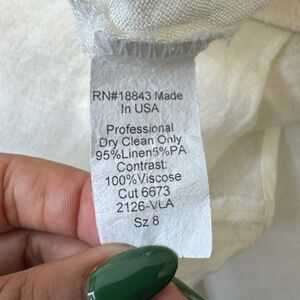 RN#18843 Made
In USA
Professional
Dry Clean Only
95%Linen5%PA
Contrast:
100%Viscose
Cut 6673
2126-VLA
Sz 8